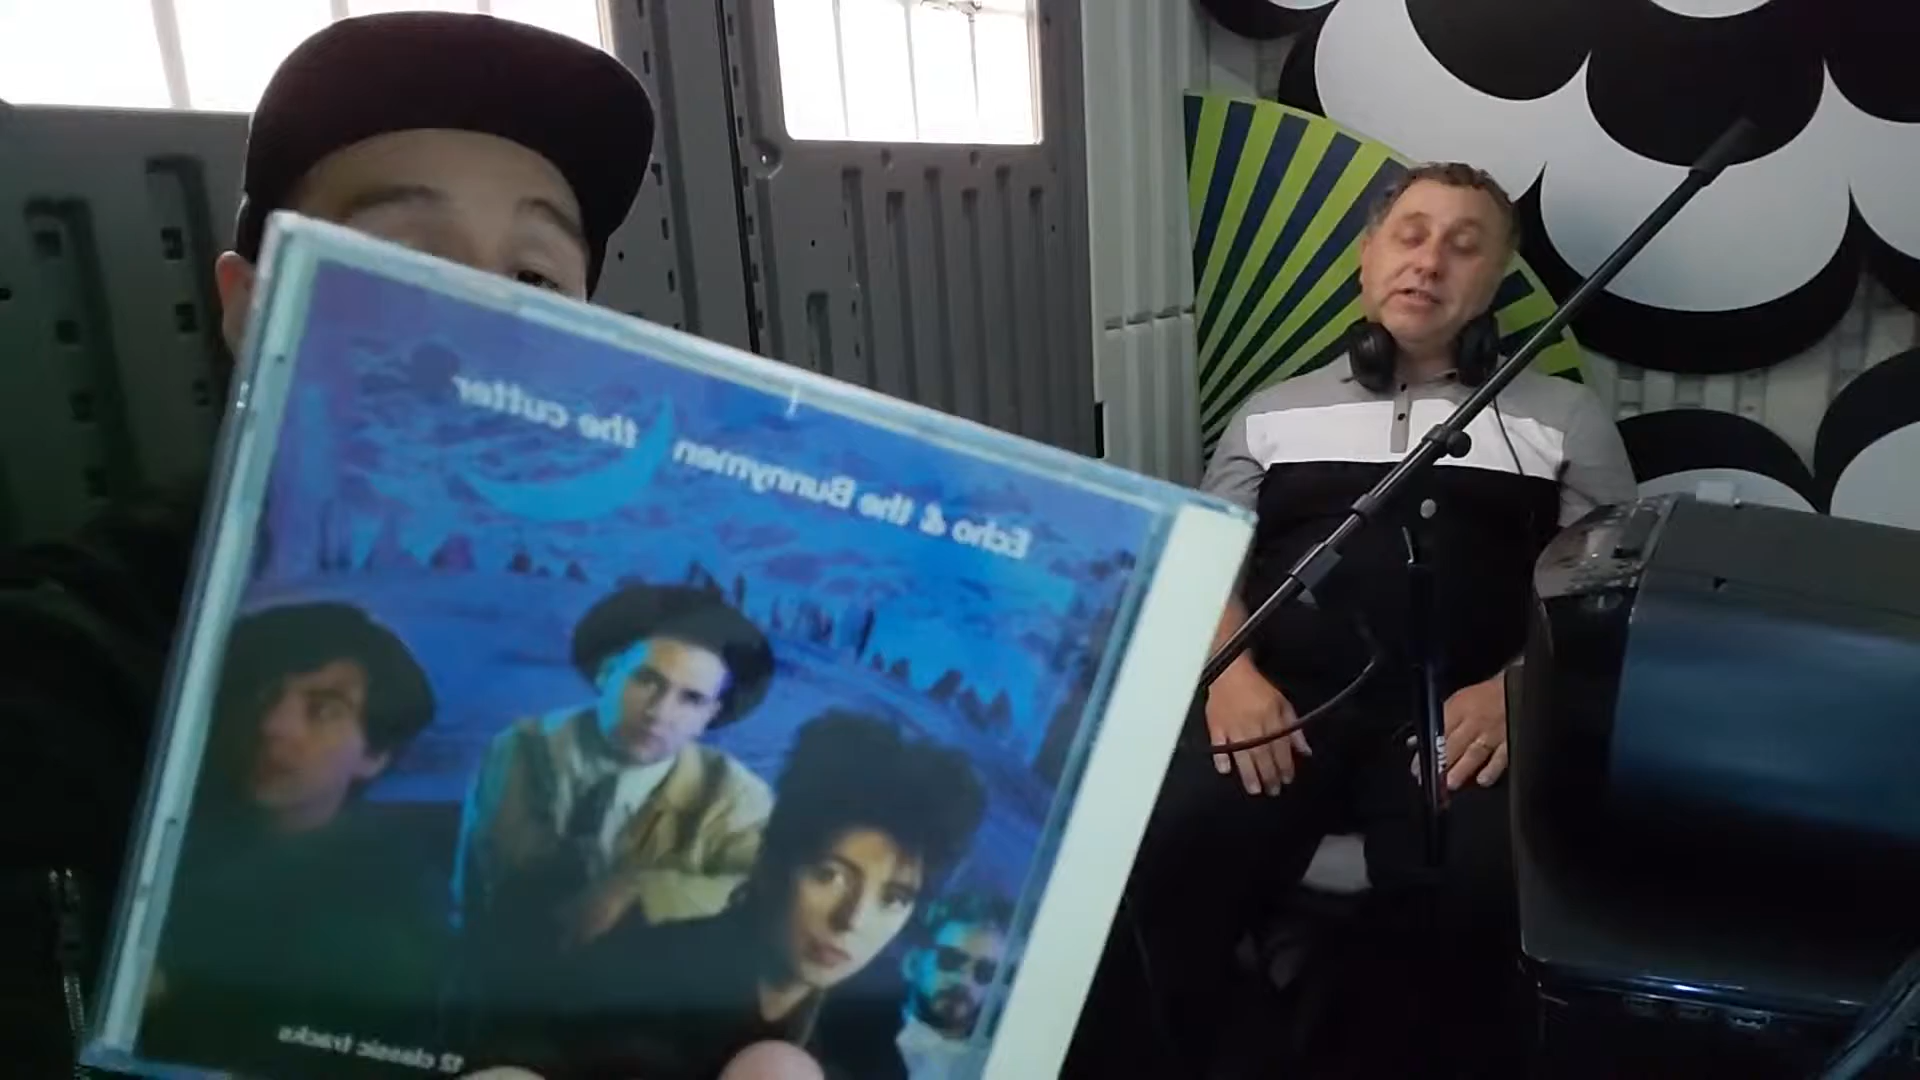 Echo & the Bunnymen the cutter
12 classic tracks